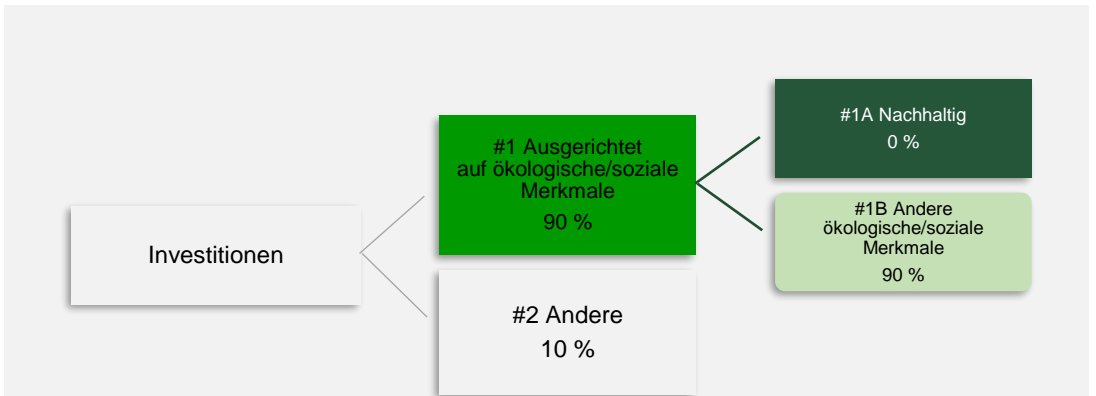 #1A Nachhaltig
0 %
#1 Ausgerichtet
auf ökologische/soziale
Merkmale
90 %
#1B Andere
ökologische/soziale
Merkmale
90 %
Investitionen
#2 Andere
10 %